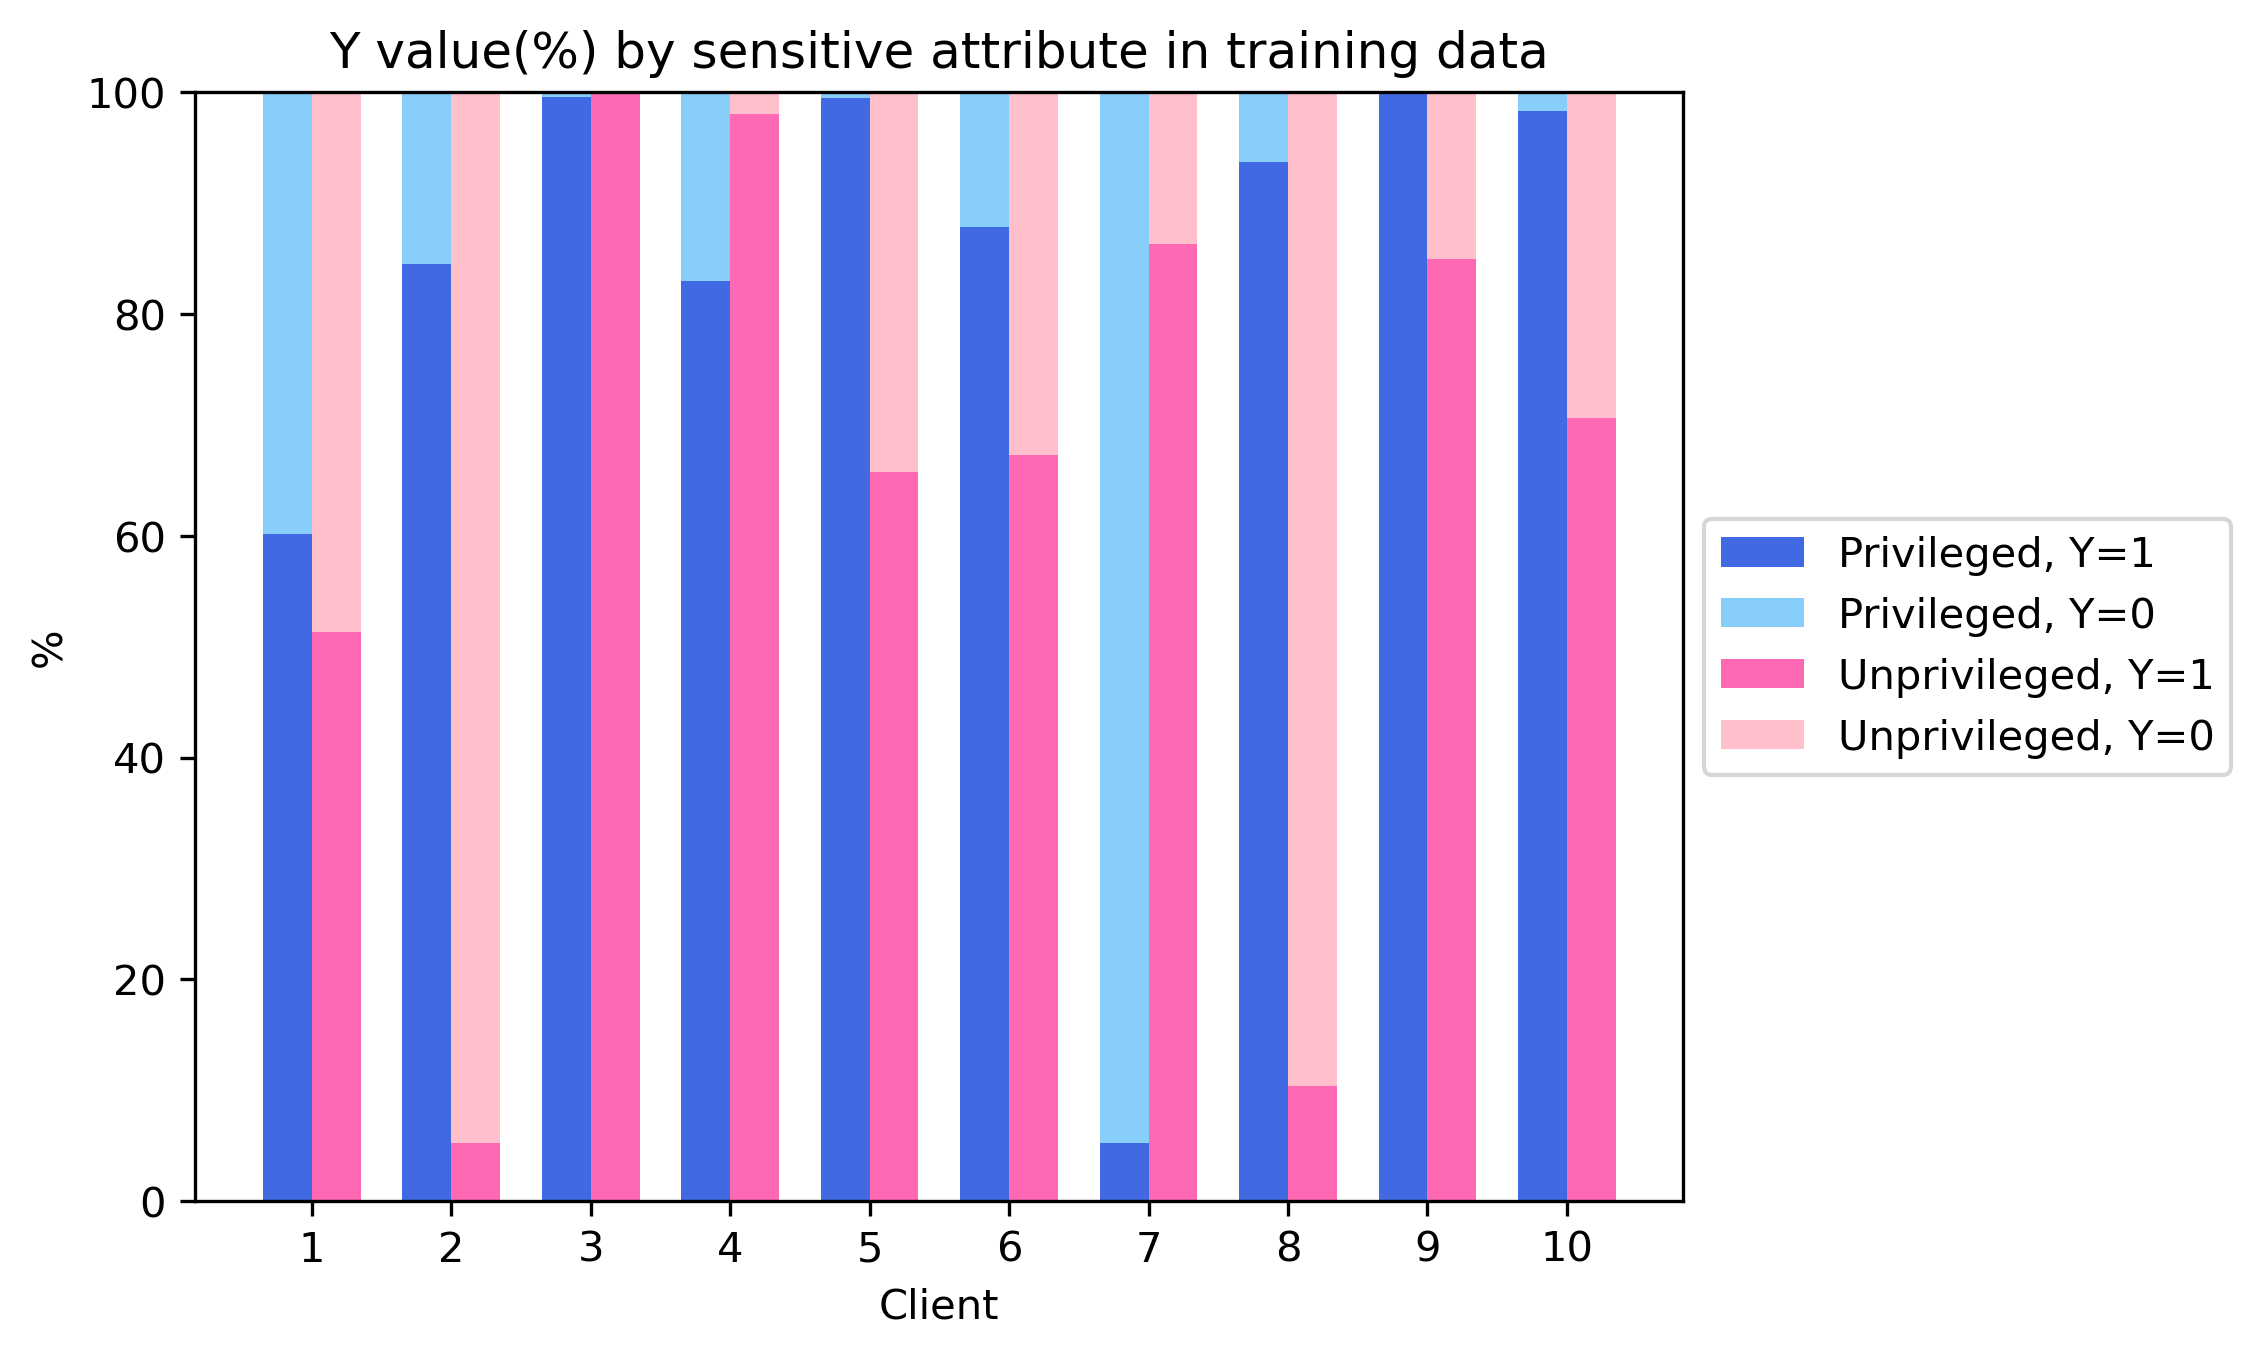 Y value(%) by sensitive attribute in training data
100
80
60
40
20
0
%
1 2 3 4 5 6 7 8 9 10
Client
Privileged, Y=1
Privileged, Y=0
Unprivileged, Y=1
Unprivileged, Y=0